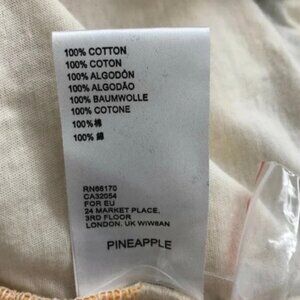 100% COTTON
100% COTON
100% ALGODÓN
100% ALGODÃO
100% BAUMWOLLE
100% COTONE
100%棉
100% 綿
RN66170
CA32054
FOR EU
24 MARKET PLACE,
3RD FLOOR
LONDON. UK W1W8AN
PINEAPPLE